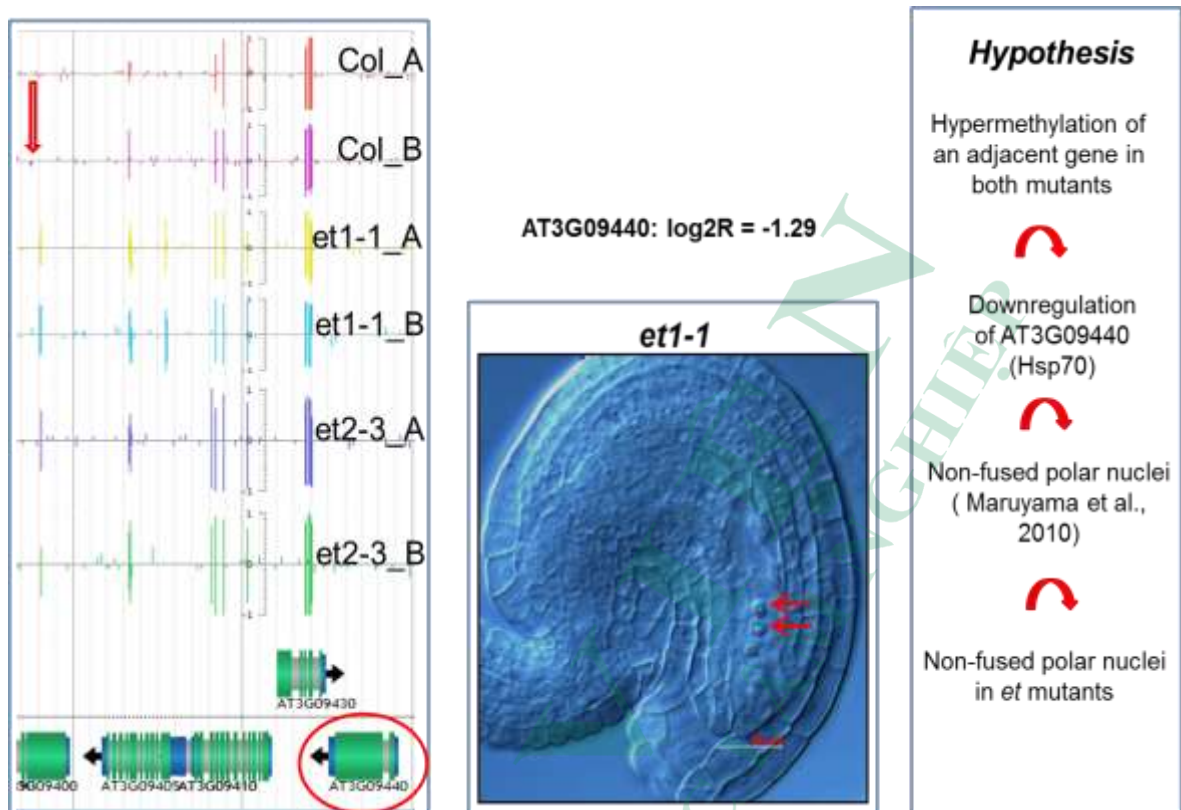 Col_A
Col_B
et1-1_A
et1-1_B
et2-3_A
et2-3_B
AT3G09430
3G09400
AT3G09405
AT3G09410
AT3G09440
AT3G09440: log2R = -1.29
et1-1
Hypothesis
Hypermethylation of
an adjacent gene in
both mutants
Downregulation
of AT3G09440
(Hsp70)
Non-fused polar nuclei
( Maruyama et al.,
2010)
Non-fused polar nuclei
in et mutants
N
NGHIỆP